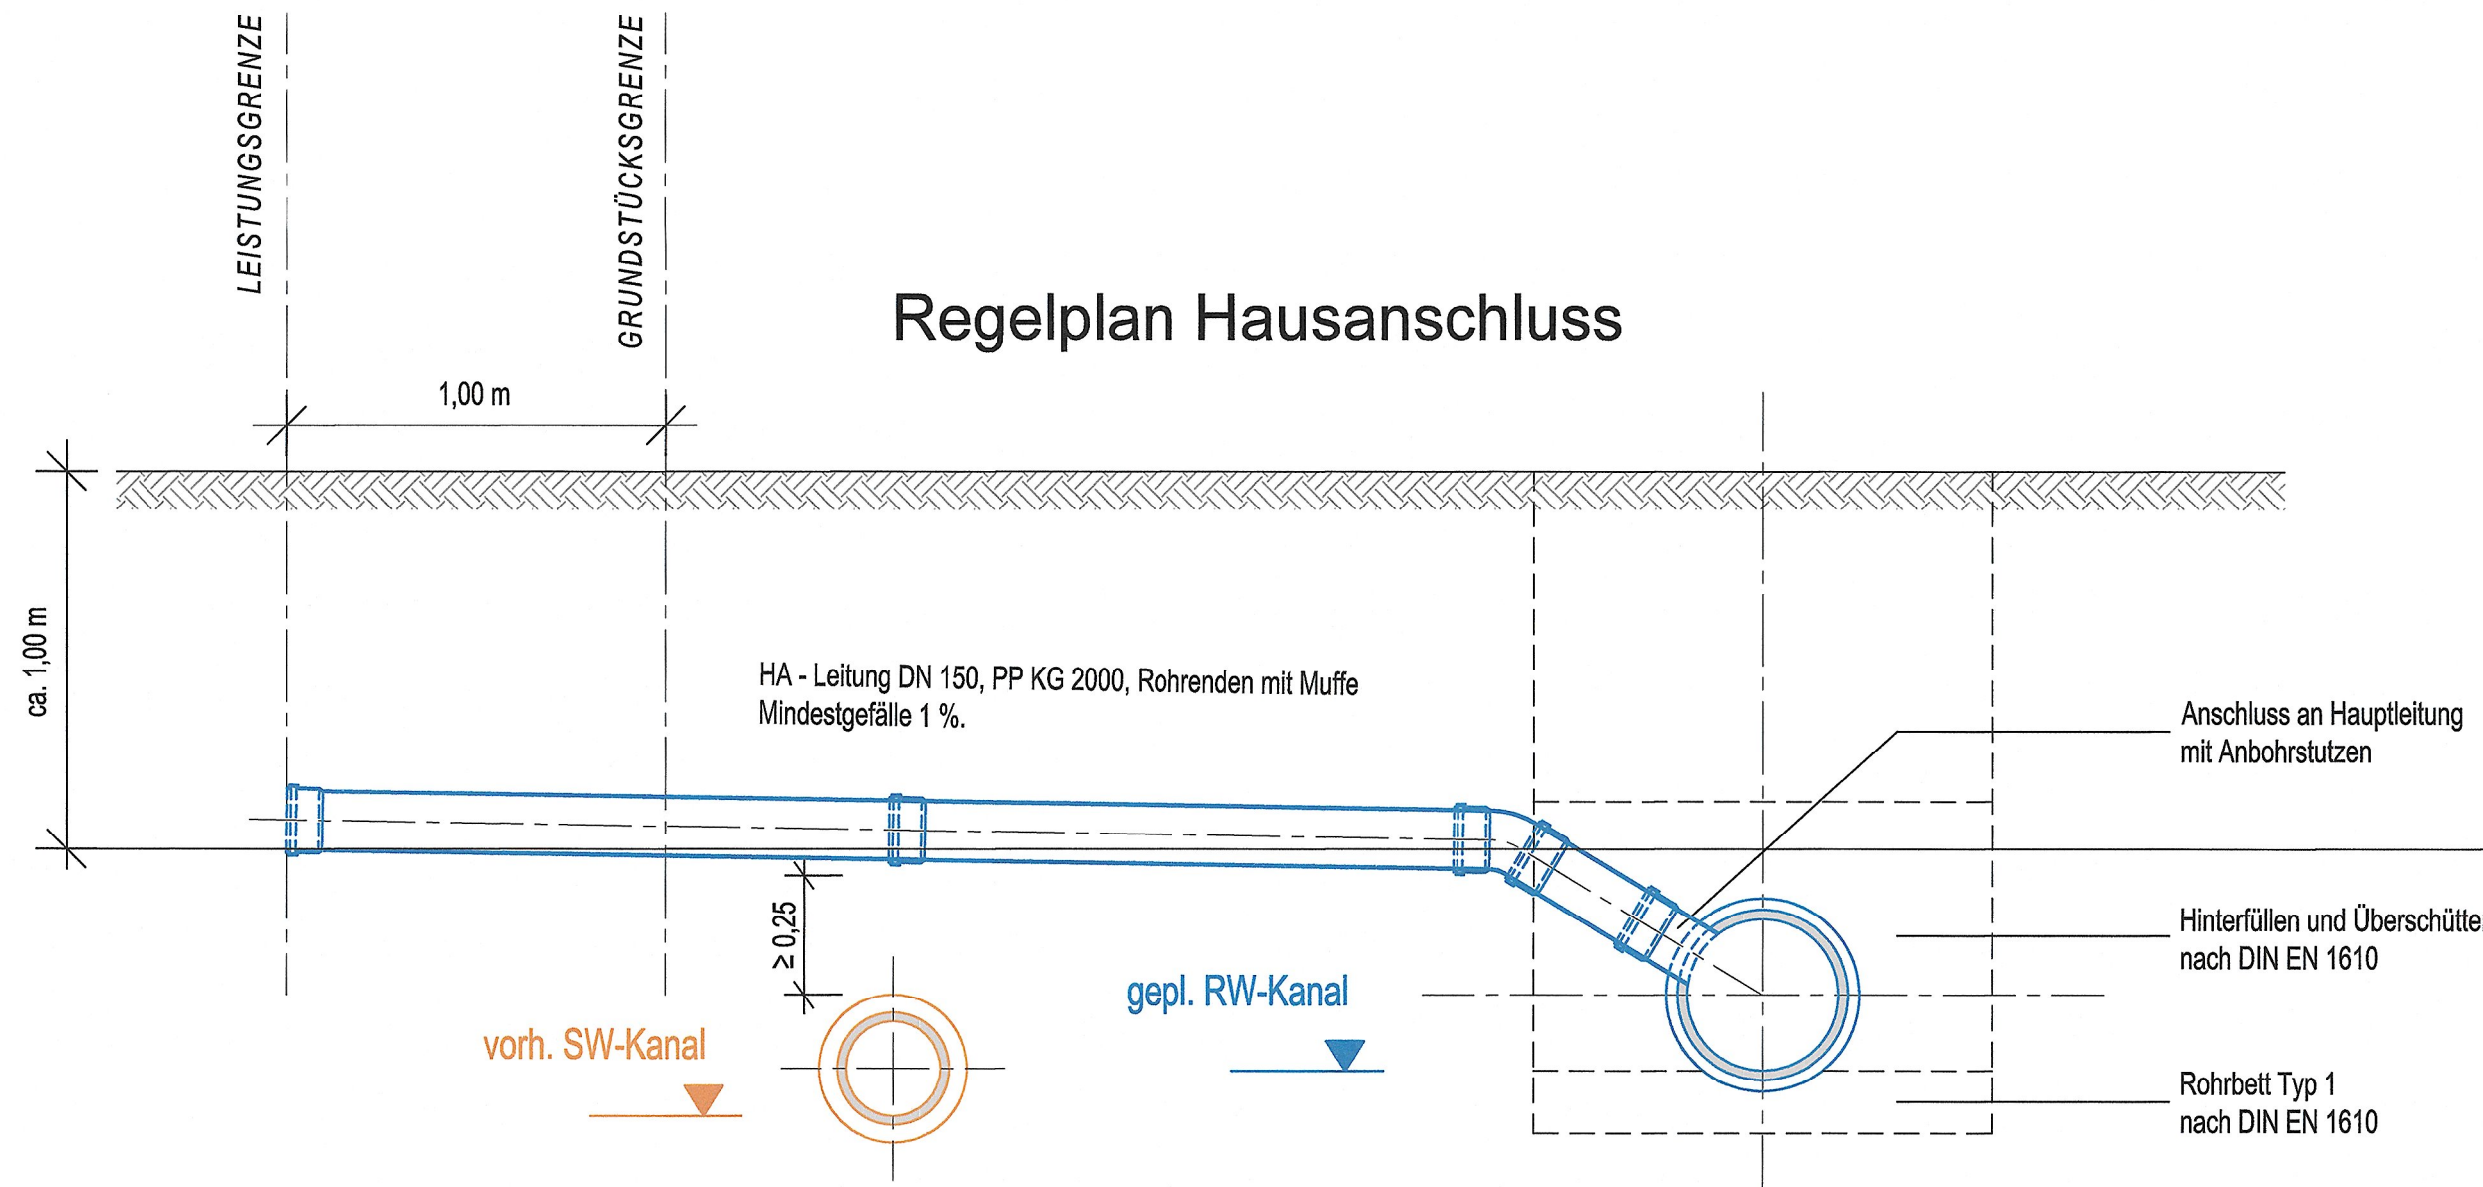 LEISTUNGSGRENZE
GRUNDSTÜCKSGRENZE
Regelplan Hausanschluss
1,00 m
ca. 1,00 m
HA - Leitung DN 150, PP KG 2000, Rohrenden mit Muffe
Mindestgefälle 1 %.
Anschluss an Hauptleitung
mit Anbohrstutzen
≥ 0,25
Hinterfüllen und Überschütte
nach DIN EN 1610
gepl. RW-Kanal
vorh. SW-Kanal
Rohrbett Typ 1
nach DIN EN 1610